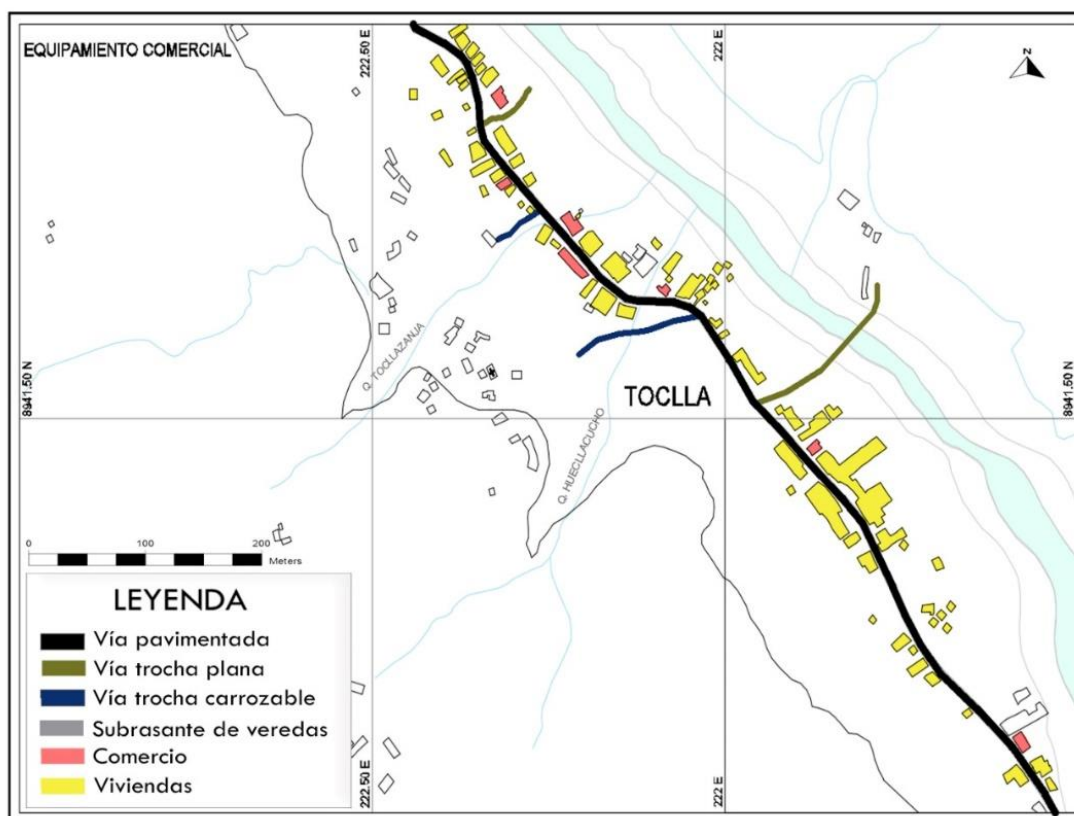 EQUIPAMIENTO COMERCIAL
222.50 E
222 E
N
8941.50 N
8941.50 N
Q. TOCLLAZANJA
TOCLLA
Q. HUECLLACUCHO
0 100 200
Meters
LEYENDA
Vía pavimentada
Vía trocha plana
Vía trocha carrozable
Subrasante de veredas
Comercio
Viviendas
222.50 E
222 E